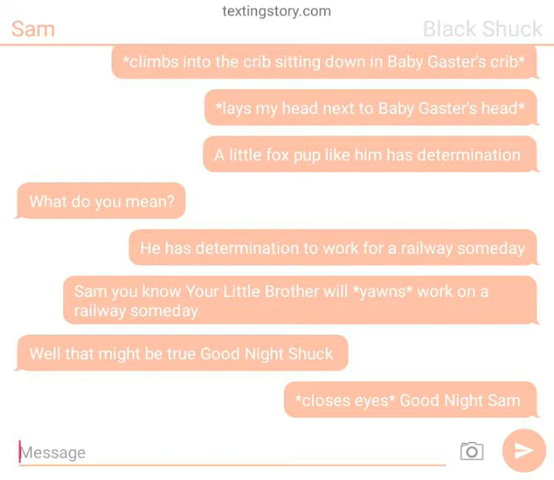 textingstory.com
Sam
Black Shuck
*climbs into the crib sitting down in Baby Gaster's crib*
*lays my head next to Baby Gaster's head*
A little fox pup like him has determination
What do you mean?
He has determination to work for a railway someday
Sam you know Your Little Brother will *yawns* work on a
railway someday
Well that might be true Good Night Shuck
*closes eyes* Good Night Sam
Message